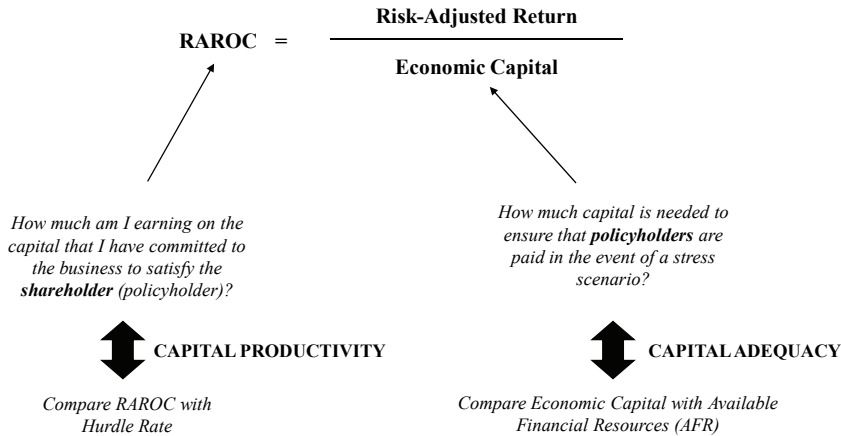 Risk-Adjusted Return
RAROC =
Economic Capital
How much am I earning on the
capital that I have committed to
the business to satisfy the
shareholder (policyholder)?
How much capital is needed to
ensure that policyholders are
paid in the event of a stress
scenario?
CAPITAL PRODUCTIVITY
CAPITAL ADEQUACY
Compare RAROC with
Hurdle Rate
Compare Economic Capital with Available
Financial Resources (AFR)